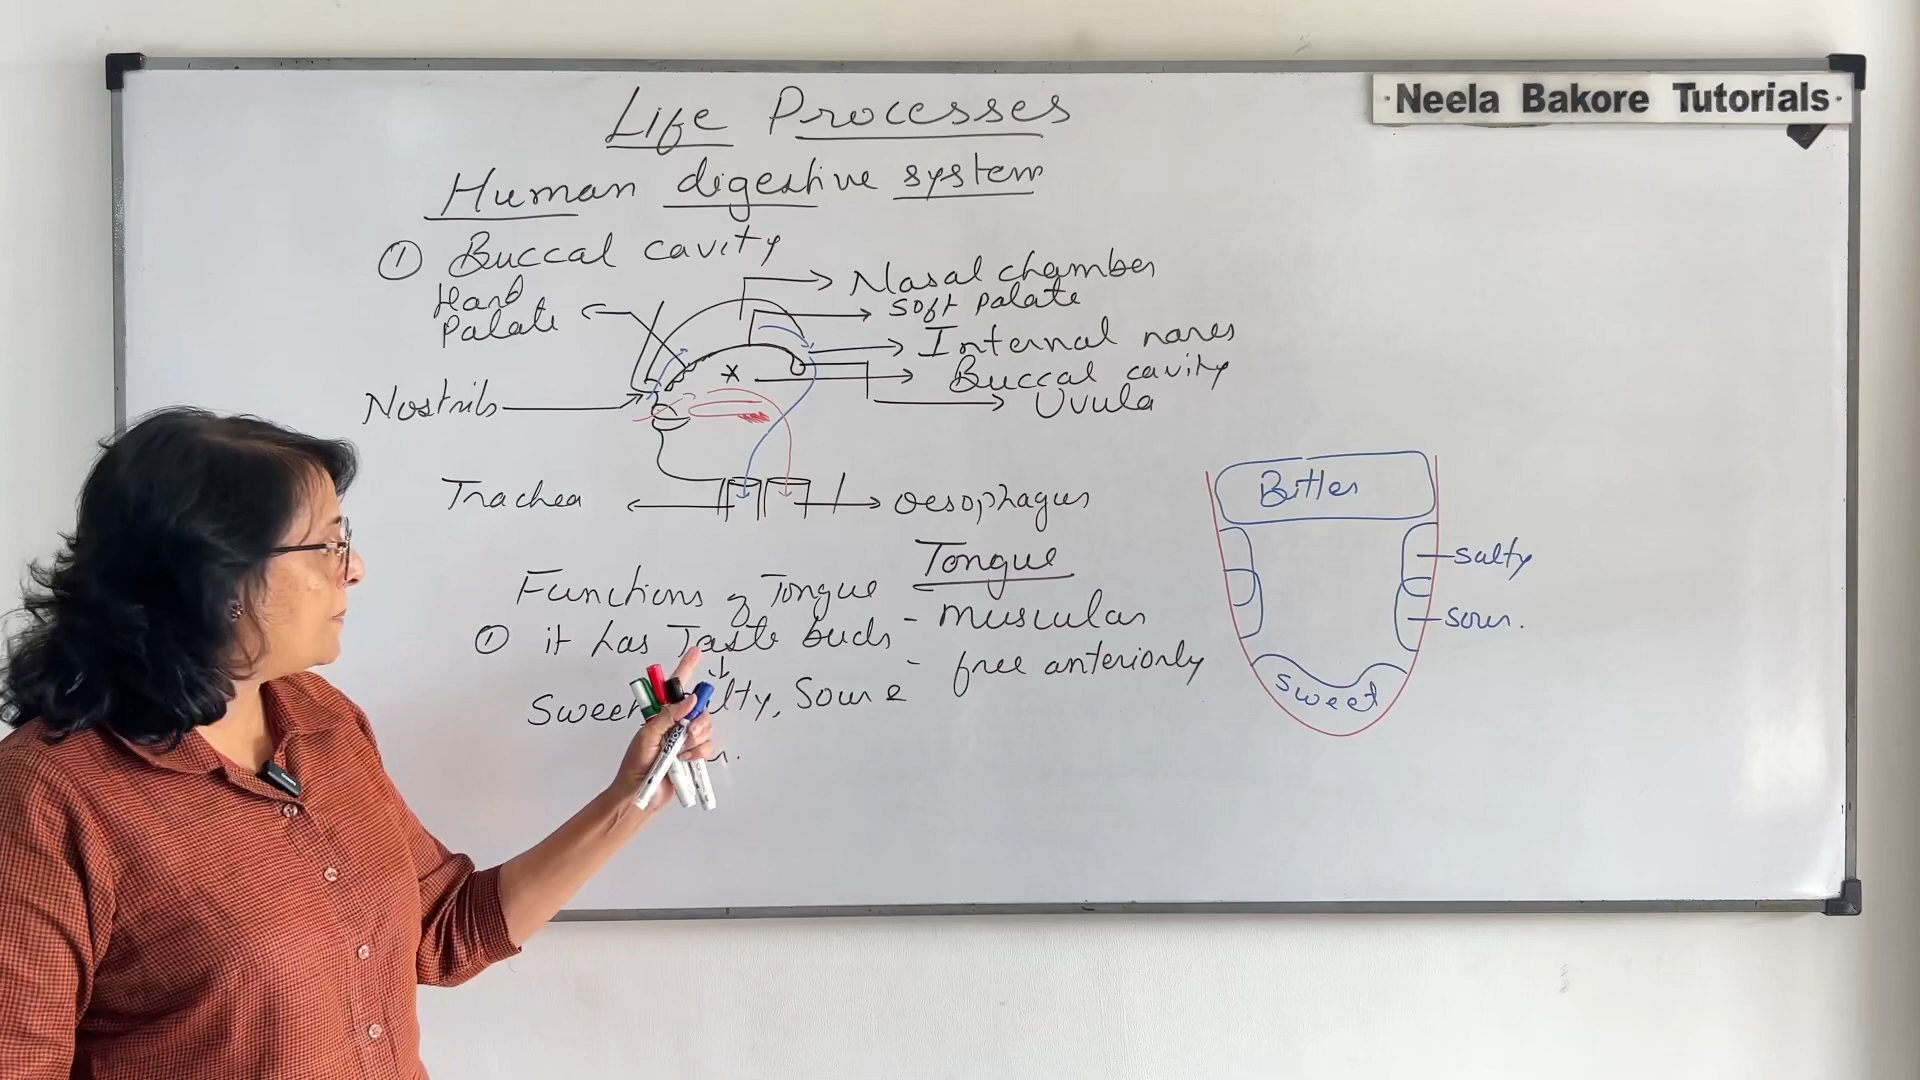 Neela Bakore Tutorials
Life Processes
Human digestive system
① Buccal cavity
Hard
Palate
Nasal chamber
Soft palate
Internal nares
Buccal cavity
Uvula
Nostrils
Trachea
Oesophagus
Tongue
- muscular
- free anteriorly
Functions of Tongue
① it has Taste buds
Sweet
Sour &
Bitter
salty
sour.
Sweet